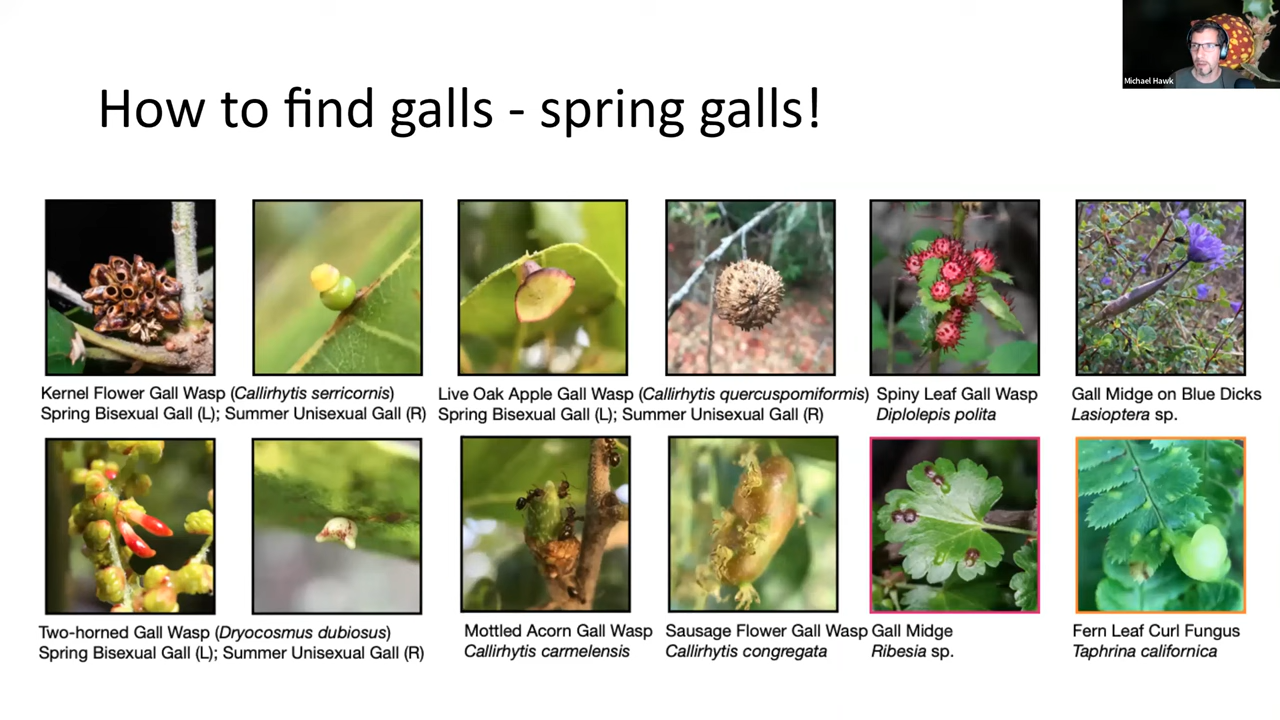 Michael Hawk
How to find galls - spring galls!
Kernel Flower Gall Wasp (Callirhytis serricornis)
Spring Bisexual Gall (L); Summer Unisexual Gall (R)
Live Oak Apple Gall Wasp (Callirhytis quercuspomiformis)
Spring Bisexual Gall (L); Summer Unisexual Gall (R)
Spiny Leaf Gall Wasp
Diplolepis polita
Gall Midge on Blue Dicks
Lasioptera sp.
Two-horned Gall Wasp (Dryocosmus dubiosus)
Spring Bisexual Gall (L); Summer Unisexual Gall (R)
Mottled Acorn Gall Wasp
Callirhytis carmelensis
Sausage Flower Gall Wasp
Callirhytis congregata
Gall Midge
Ribesia sp.
Fern Leaf Curl Fungus
Taphrina californica